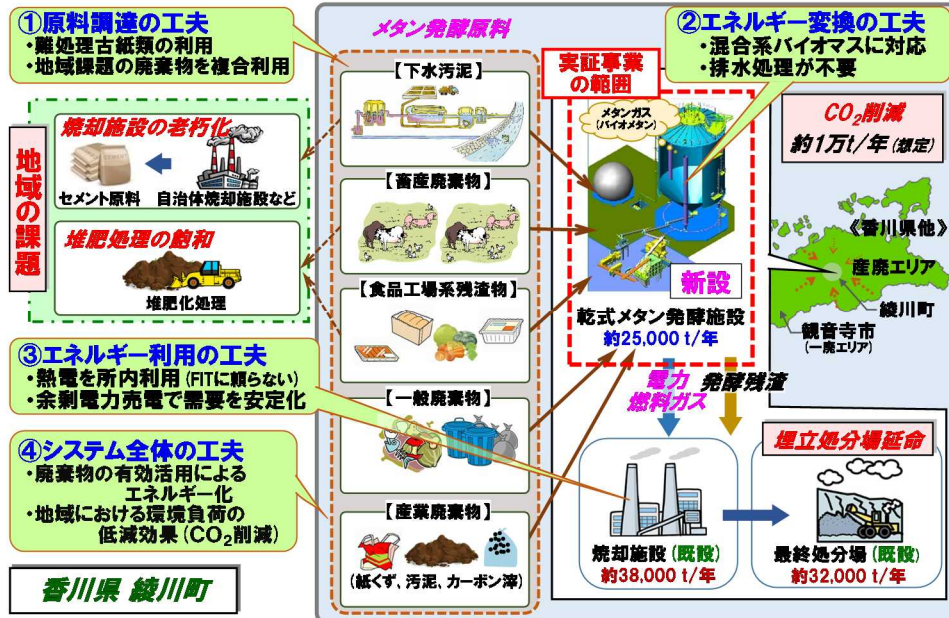 ①原料調達の工夫
・難処理古紙類の利用
・地域課題の廃棄物を複合利用
地域の課題
焼却施設の老朽化
セメント原料
自治体焼却施設など
堆肥処理の飽和
堆肥化処理
③エネルギー利用の工夫
・熱電を所内利用(FITに頼らない)
・余剰電力売電で需要を安定化
④システム全体の工夫
・廃棄物の有効活用による
エネルギー化
・地域における環境負荷の
低減効果(CO2削減)
香川県 綾川町
メタン発酵原料
【下水汚泥】
【畜産廃棄物】
【食品工場系残渣物】
【一般廃棄物】
【産業廃棄物】
(紙くず、汚泥、カーボン滓)
②エネルギー変換の工夫
・混合系バイオマスに対応
・排水処理が不要
実証事業
の範囲
メタンガス
(バイオメタン)
新設
乾式メタン発酵施設
約25,000 t/年
電力
燃料ガス
発酵残渣
CO2削減
約1万t/年(想定)
《香川県他》
産廃エリア
綾川町
観音寺市
(一廃エリア)
埋立処分場延命
焼却施設(既設)
約38,000 t/年
最終処分場(既設)
約32,000 t/年